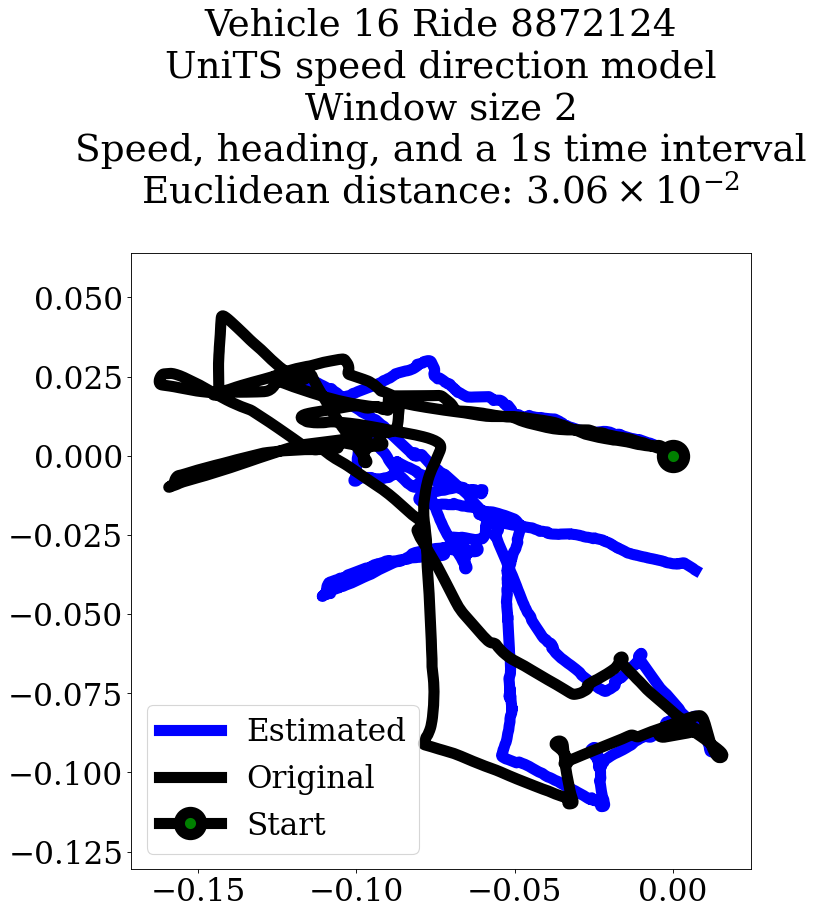 Vehicle 16 Ride 8872124
UniTS speed direction model
Window size 2
Speed, heading, and a 1s time interval
Euclidean distance: 3.06 × 10⁻²
0.050
0.025
0.000
−0.025
−0.050
−0.075
−0.100
−0.125
Estimated
Original
Start
−0.15
−0.10
−0.05
0.00